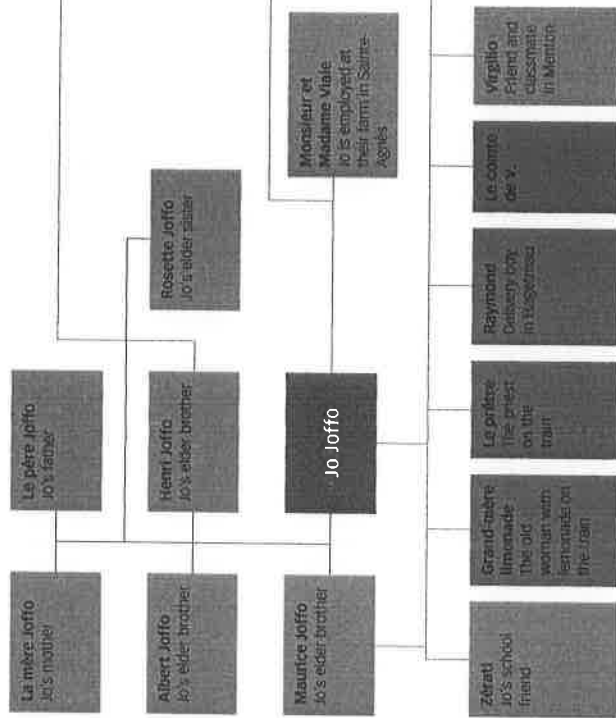 La mère Joffo
Jo's mother
Le père Joffo
Jo's father
Albert Joffo
Jo's elder brother
Henri Joffo
Jo's elder brother
Rosette Joffo
Jo's elder sister
Maurice Joffo
Jo's elder brother
Jo Joffo
Monsieur et
Madame Viale
Jo is employed at
their farm in Sainte-
Agnès
Zérati
Jo's school
friend
Grand-mère
limonade
The old
woman with
lemonade on
the train
Le prêtre
The priest
on the
train
Raymond
Delivery boy
in Hagetmau
Le comte
de V.
Virgilio
Friend and
classmate
in Menton